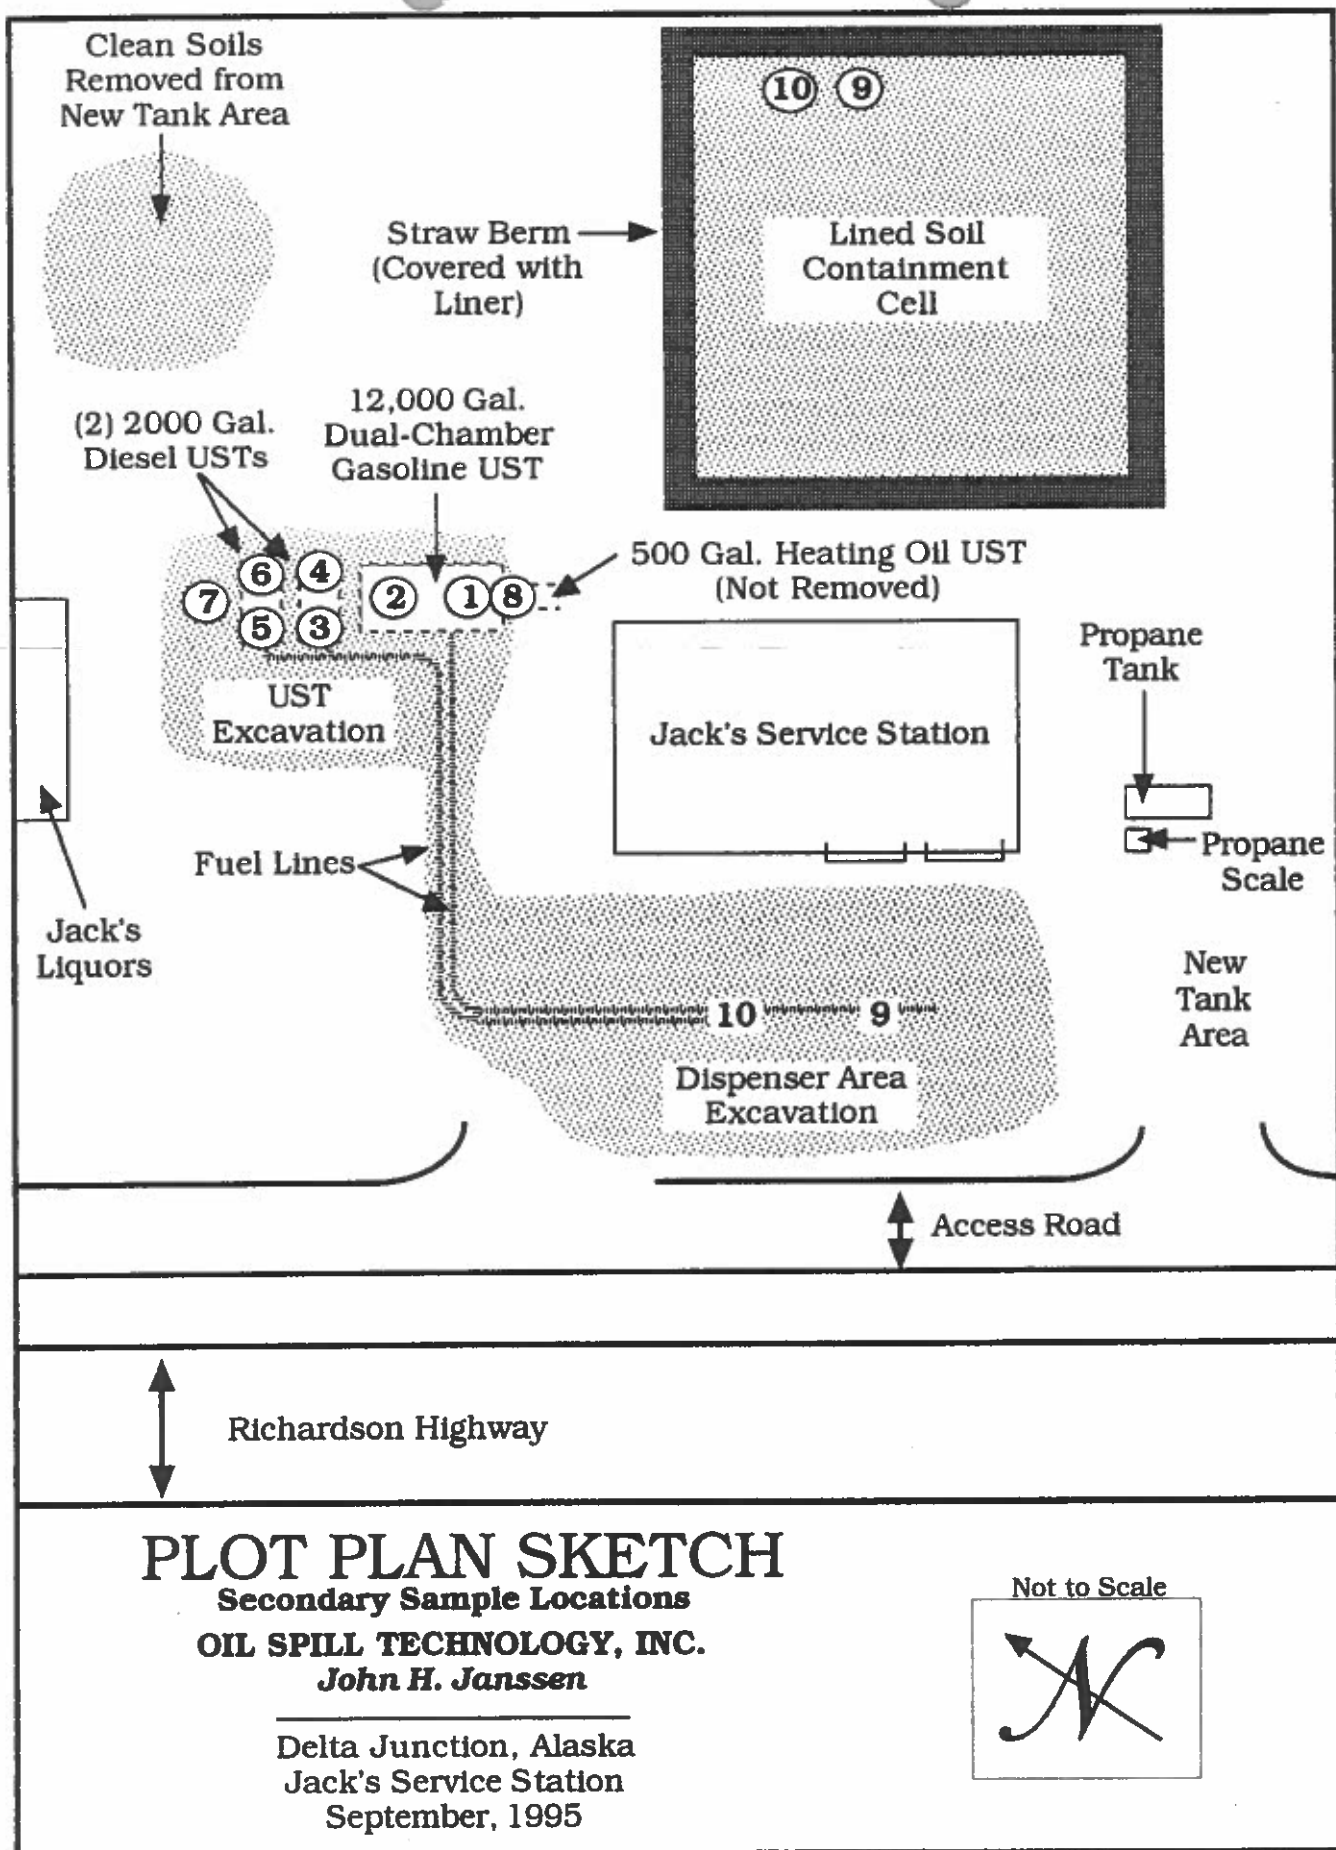 Clean Soils
Removed from
New Tank Area
10
9
Straw Berm
(Covered with
Liner)
Lined Soil
Containment
Cell
(2) 2000 Gal.
Diesel USTs
12,000 Gal.
Dual-Chamber
Gasoline UST
500 Gal. Heating Oil UST
(Not Removed)
6
4
7
2
1
8
5
3
UST
Excavation
Jack's Service Station
Propane
Tank
Propane
Scale
Fuel Lines
Jack's
Liquors
New
Tank
Area
10
9
Dispenser Area
Excavation
Access Road
Richardson Highway
PLOT PLAN SKETCH
Secondary Sample Locations
OIL SPILL TECHNOLOGY, INC.
John H. Janssen
Delta Junction, Alaska
Jack's Service Station
September, 1995
Not to Scale
N